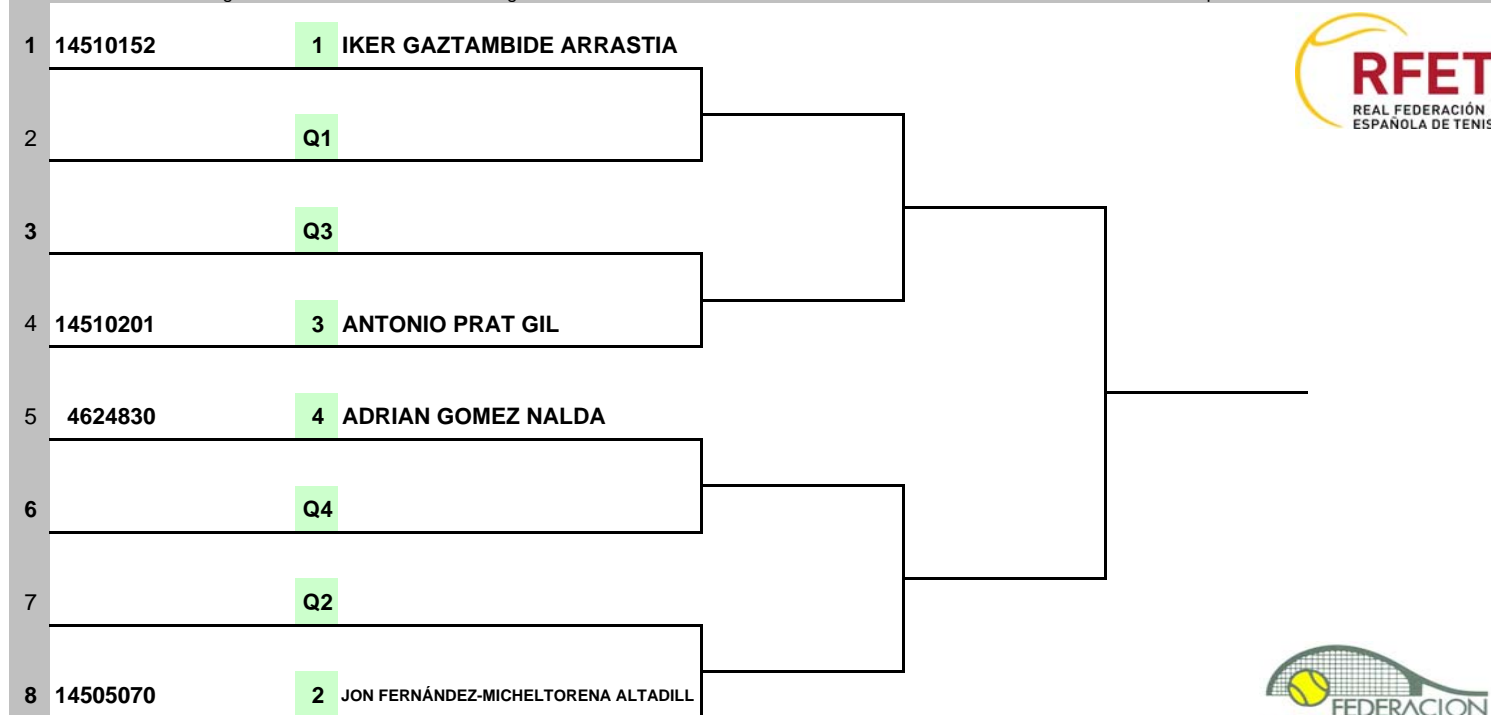 1 14510152 1 IKER GAZTAMBIDE ARRASTIA
2 Q1
3 Q3
4 14510201 3 ANTONIO PRAT GIL
5 4624830 4 ADRIAN GOMEZ NALDA
6 Q4
7 Q2
8 14505070 2 JON FERNÁNDEZ-MICHELTORENA ALTADILL
RFET
REAL FEDERACIÓN
ESPAÑOLA DE TENIS
FEDERACION